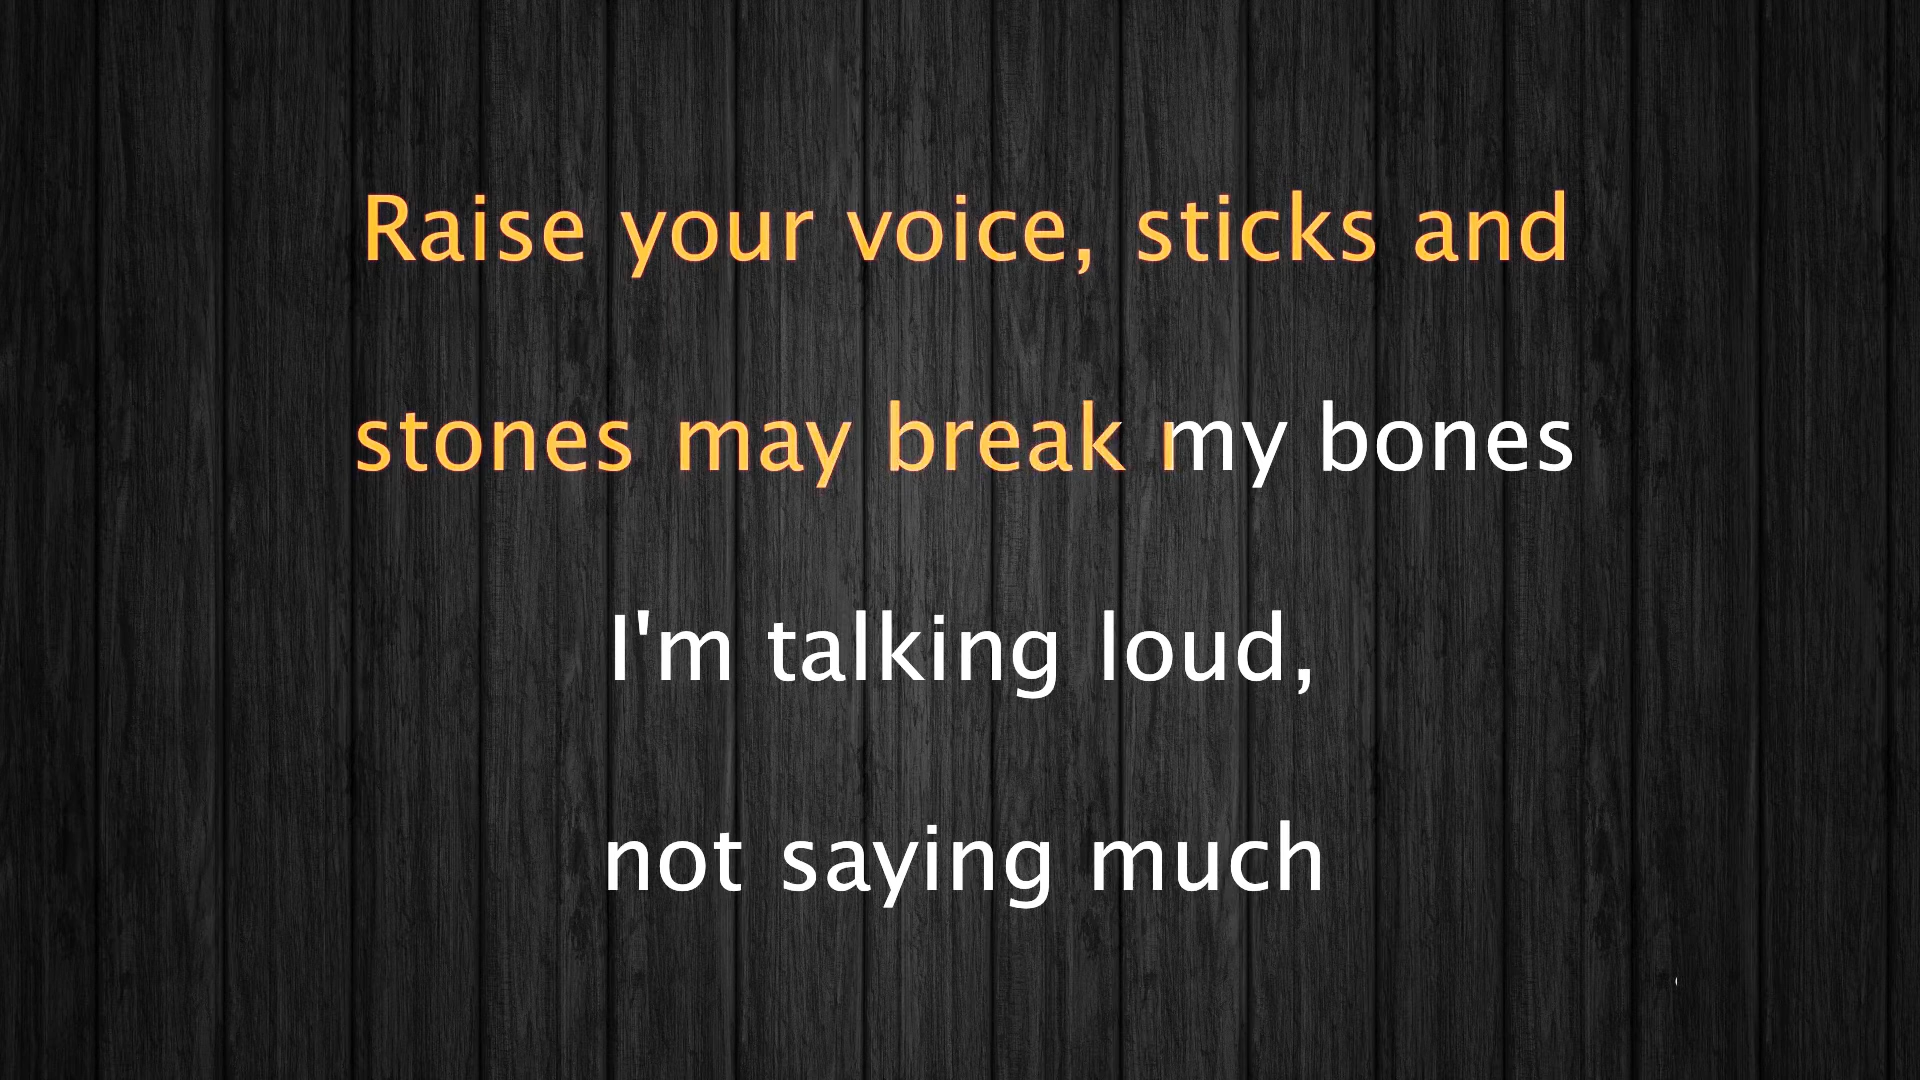 Raise your voice, sticks and
stones may break my bones
I'm talking loud,
not saying much